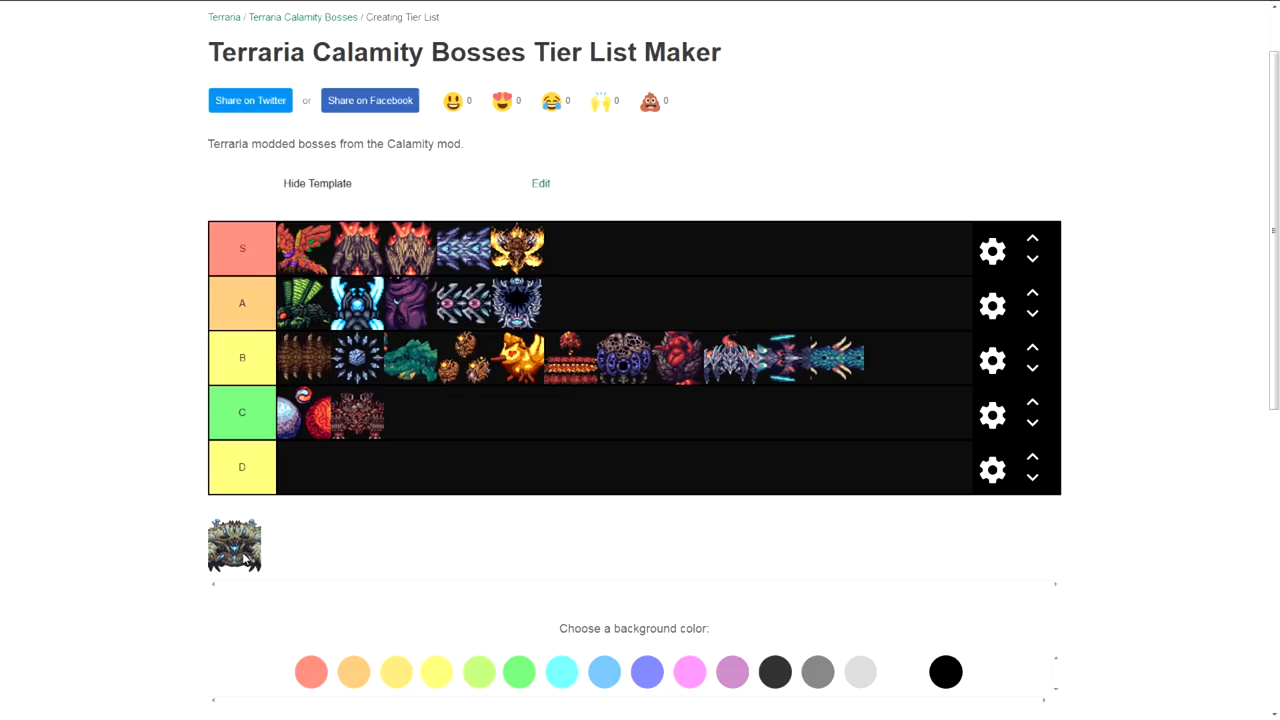 Terraria / Terraria Calamity Bosses / Creating Tier List
Terraria Calamity Bosses Tier List Maker
Share on Twitter or Share on Facebook 0 0 0 0 0
Terraria modded bosses from the Calamity mod.
Hide Template Edit
S
A
B
C
D
Choose a background color: